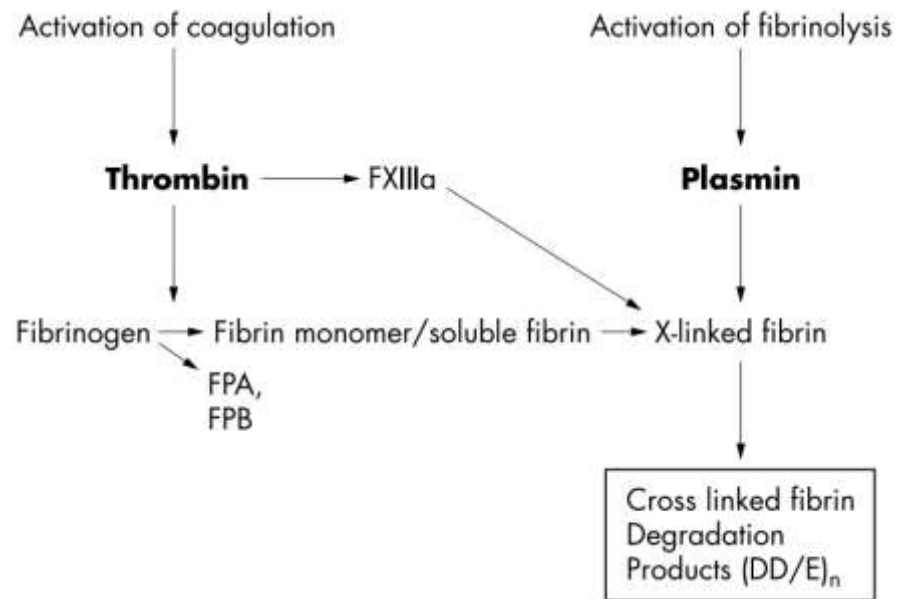 Activation of coagulation
Activation of fibrinolysis
Thrombin
FXIIIa
Plasmin
Fibrinogen
Fibrin monomer/soluble fibrin
X-linked fibrin
FPA,
FPB
Cross linked fibrin
Degradation
Products (DD/E)n